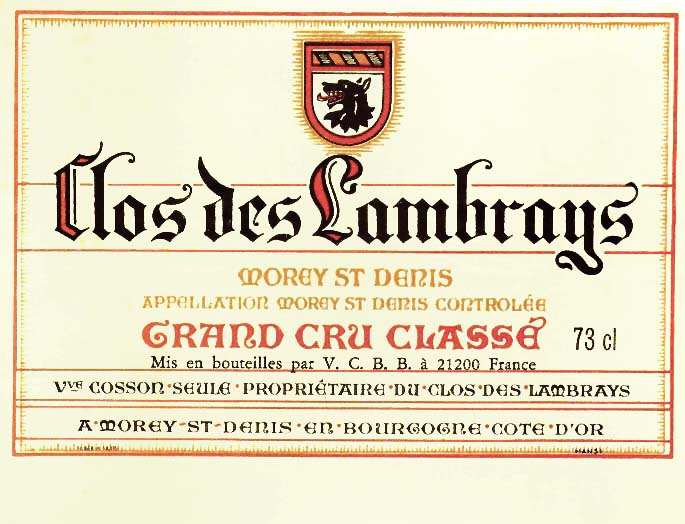 Clos des Lambrays
MOREY ST DENIS
APPELLATION MOREY ST DENIS CONTROLÉE
GRAND CRU CLASSÉ 73 cl
Mis en bouteilles par V. C. B. B. à 21200 France
VVE COSSON·SEULE·PROPRIÉTAIRE·DU·CLOS·DES·LAMBRAYS
A·MOREY-ST-DENIS·EN·BOURGOGNE·COTE·D'OR
HANSI